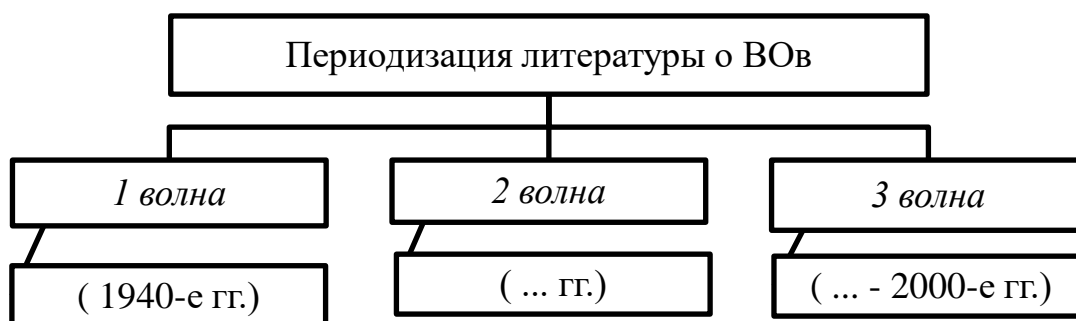 Периодизация литературы о ВОв
1 волна
2 волна
3 волна
( 1940-е гг.)
( ... гг.)
( ... - 2000-е гг.)